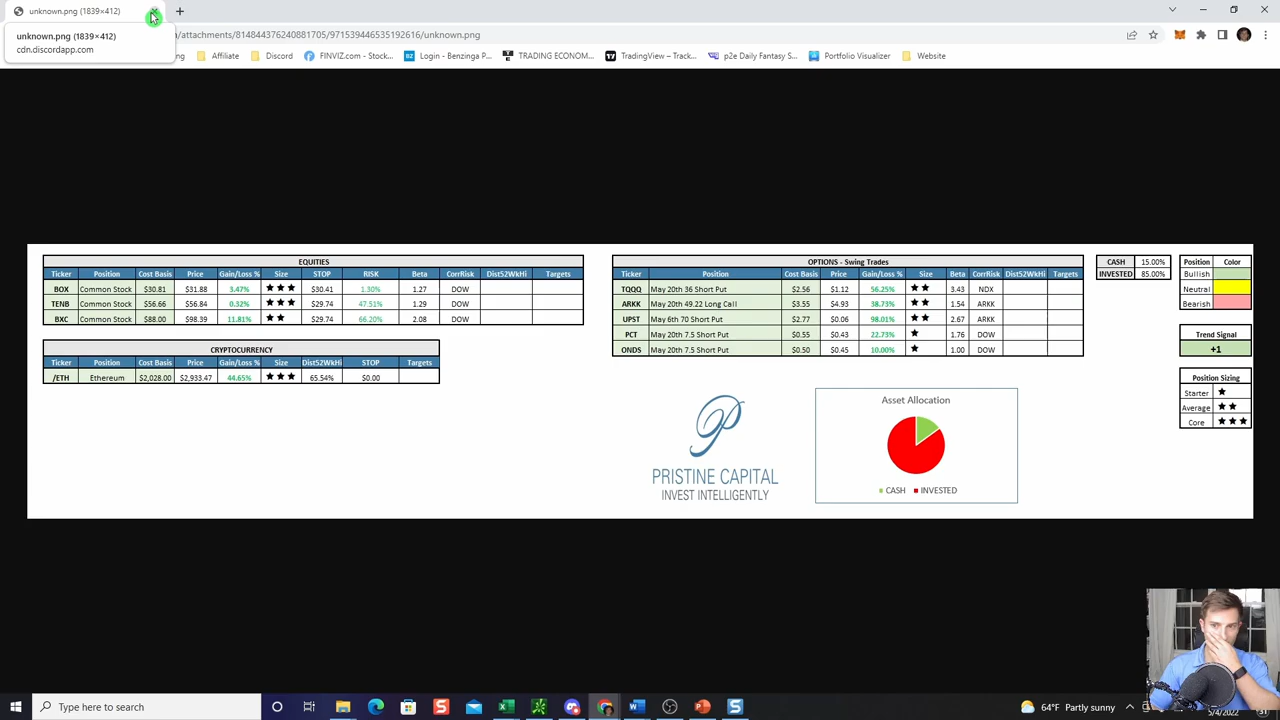 unknown.png (1839×412)
unknown.png (1839×412)
cdn.discordapp.com
/attachments/814844376240881705/971539446535192616/unknown.png
Affiliate Discord FINVIZ.com - Stock... Login - Benzinga P... TRADING ECONOM... TradingView – Track... p2e Daily Fantasy S... Portfolio Visualizer Website
EQUITIES
Ticker Position Cost Basis Price Gain/Loss % Size STOP RISK Beta CorrRisk Dist52WkHi Targets
BOX Common Stock $30.81 $31.88 3.47% ★★★ $30.41 1.30% 1.27 DOW
TENB Common Stock $56.66 $56.84 0.32% ★★★ $29.74 47.51% 1.29 DOW
BXC Common Stock $88.00 $98.39 11.81% ★★ $29.74 66.20% 2.08 DOW
CRYPTOCURRENCY
Ticker Position Cost Basis Price Gain/Loss % Size Dist52WkHi STOP Targets
/ETH Ethereum $2,028.00 $2,933.47 44.65% ★★★ 65.54% $0.00
OPTIONS - Swing Trades
Ticker Position Cost Basis Price Gain/Loss % Size Beta CorrRisk Dist52WkHi Targets
TQQQ May 20th 36 Short Put $2.56 $1.12 56.25% ★★ 3.43 NDX
ARKK May 20th 49.22 Long Call $3.55 $4.93 38.73% ★★ 1.54 ARKK
UPST May 6th 70 Short Put $2.77 $0.06 98.01% ★★ 2.67 ARKK
PCT May 20th 7.5 Short Put $0.55 $0.43 22.73% ★ 1.76 DOW
ONDS May 20th 7.5 Short Put $0.50 $0.45 10.00% ★ 1.00 DOW
CASH 15.00%
INVESTED 85.00%
Position Color
Bullish
Neutral
Bearish
Trend Signal
+1
Position Sizing
Starter ★
Average ★★
Core ★★★
PRISTINE CAPITAL
INVEST INTELLIGENTLY
Asset Allocation
CASH INVESTED
Type here to search
64°F Partly sunny
5/4/2022